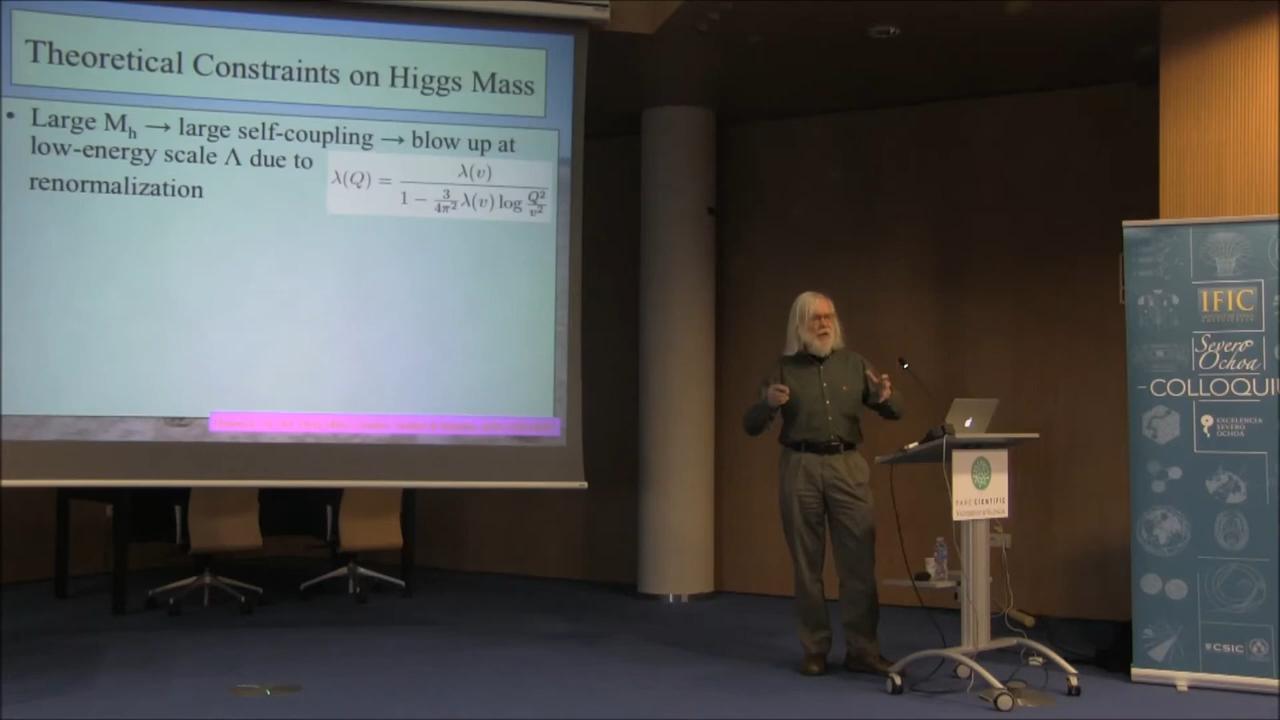 Theoretical Constraints on Higgs Mass
• Large Mₕ → large self-coupling → blow up at
low-energy scale Λ due to
renormalization
λ(Q) = λ(v) / (1 − 3/4π² λ(v) log Q²/v²)
IFIC
Severo
Ochoa
COLLOQUI
EXCELENCIA
SEVERO
OCHOA
PARC CIENTÍFIC
CSIC